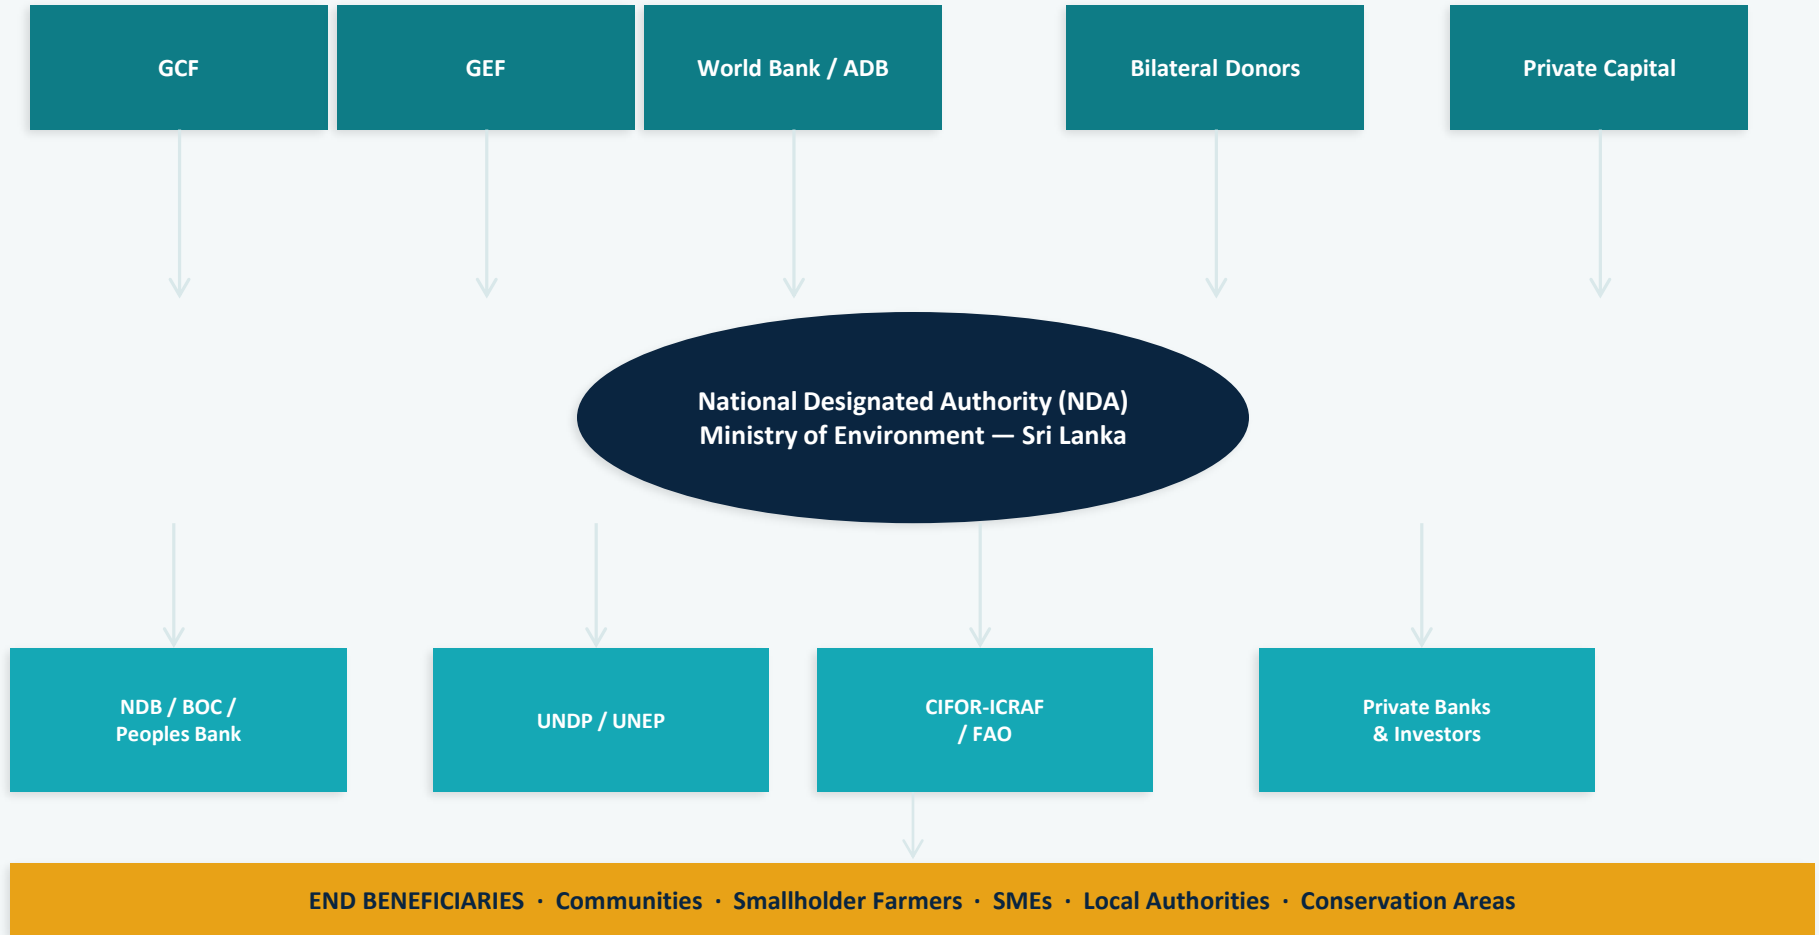 GCF
GEF
World Bank / ADB
Bilateral Donors
Private Capital
National Designated Authority (NDA)
Ministry of Environment — Sri Lanka
NDB / BOC /
Peoples Bank
UNDP / UNEP
CIFOR-ICRAF
/ FAO
Private Banks
& Investors
END BENEFICIARIES · Communities · Smallholder Farmers · SMEs · Local Authorities · Conservation Areas